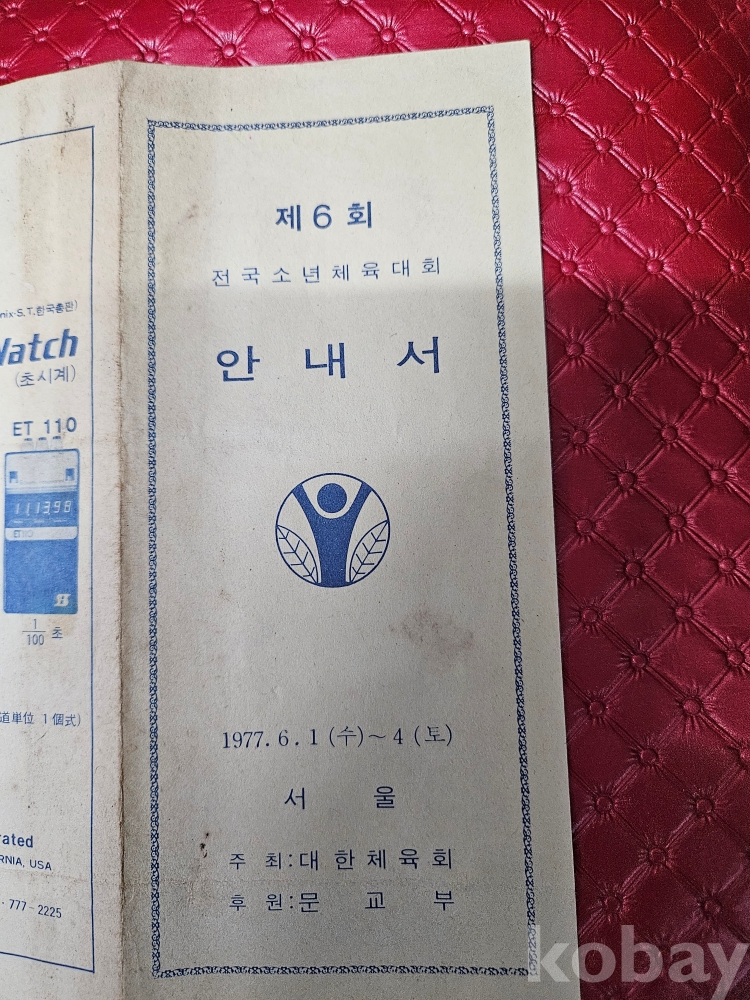 nix·S.T.한국총판)
Watch
(초시계)
ET 110
111398
ET110
1/100 초
道単位 1個式)
rated
RNIA, USA
· 777-2225
제 6 회
전국소년체육대회
안 내 서
1977. 6. 1 (수)~4 (토)
서 울
주 최:대한체육회
후 원:문 교 부
kobay